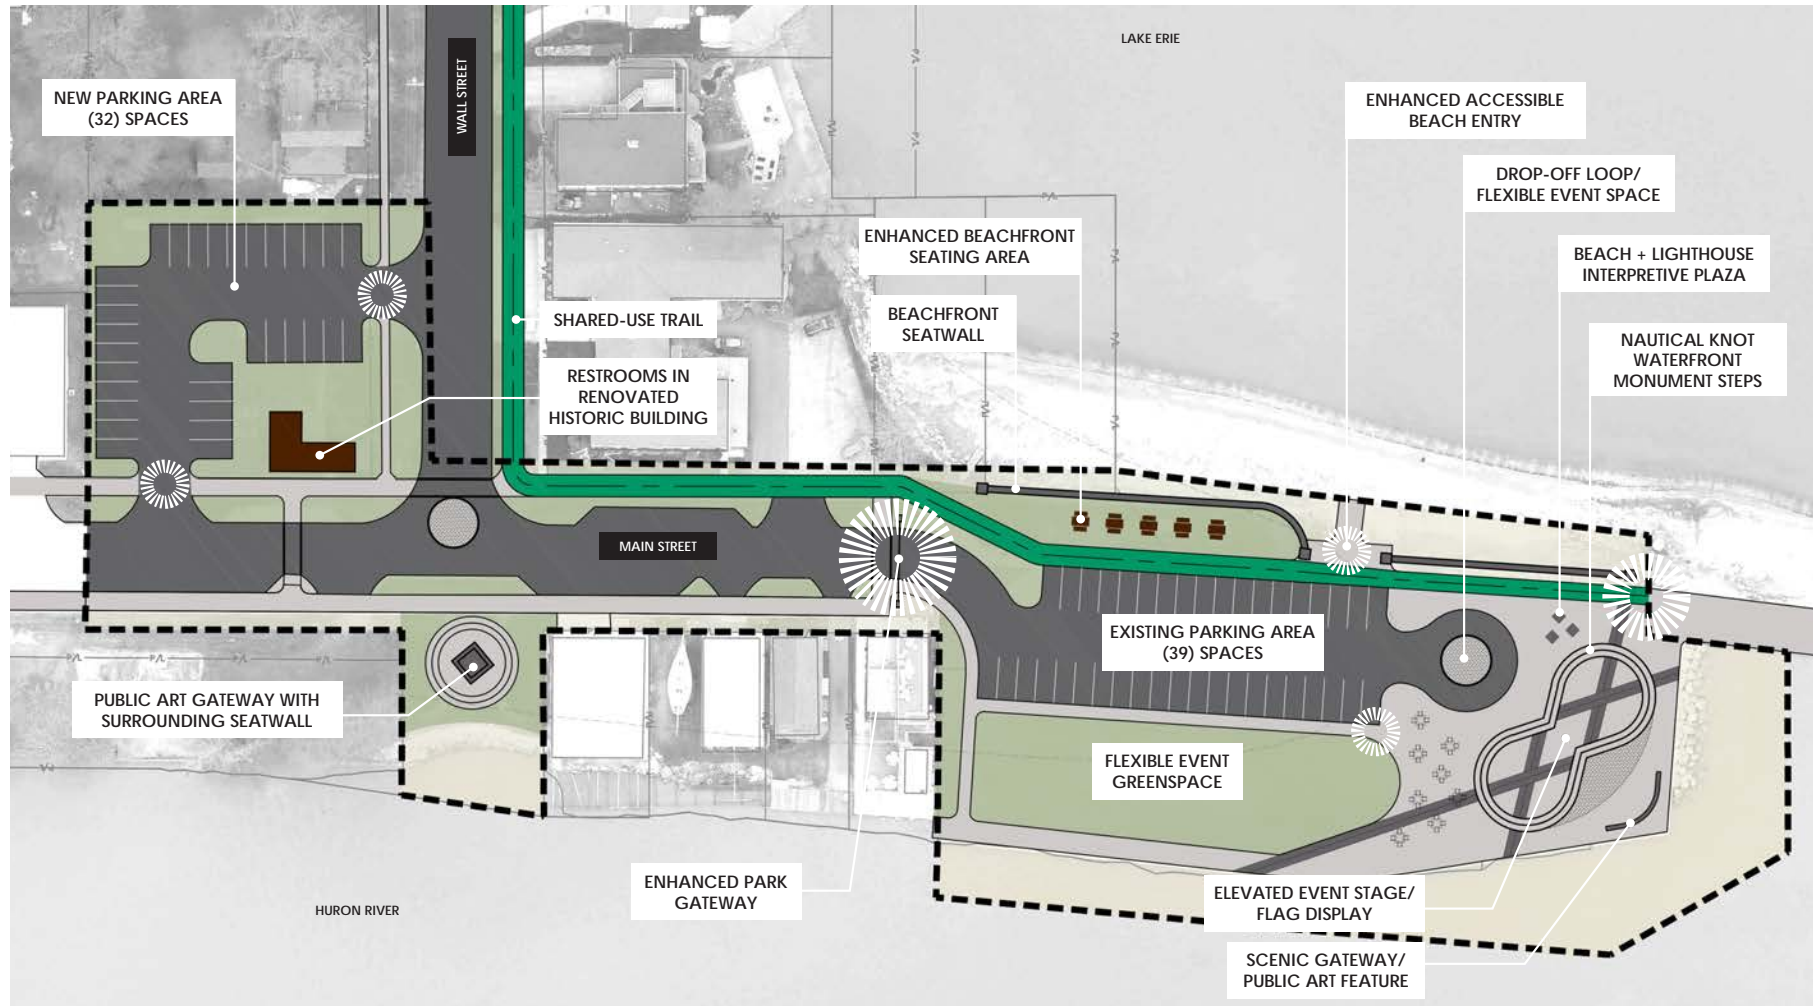 LAKE ERIE
WALL STREET
NEW PARKING AREA
(32) SPACES
ENHANCED ACCESSIBLE
BEACH ENTRY
DROP-OFF LOOP/
FLEXIBLE EVENT SPACE
ENHANCED BEACHFRONT
SEATING AREA
BEACH + LIGHTHOUSE
INTERPRETIVE PLAZA
SHARED-USE TRAIL
BEACHFRONT
SEATWALL
NAUTICAL KNOT
WATERFRONT
MONUMENT STEPS
RESTROOMS IN
RENOVATED
HISTORIC BUILDING
MAIN STREET
EXISTING PARKING AREA
(39) SPACES
PUBLIC ART GATEWAY WITH
SURROUNDING SEATWALL
FLEXIBLE EVENT
GREENSPACE
ENHANCED PARK
GATEWAY
HURON RIVER
ELEVATED EVENT STAGE/
FLAG DISPLAY
SCENIC GATEWAY/
PUBLIC ART FEATURE